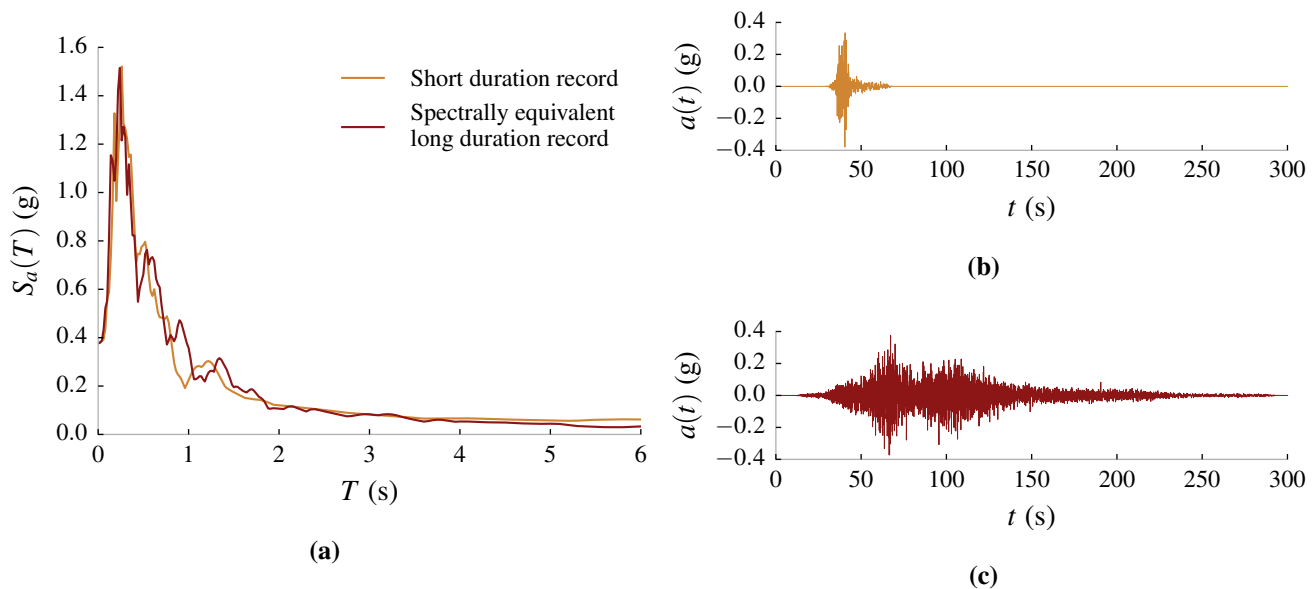 1.6
1.4
1.2
1.0
0.8
0.6
0.4
0.2
0.0
S_a(T) (g)
0 1 2 3 4 5 6
T (s)
Short duration record
Spectrally equivalent
long duration record
(a)
0.4
0.2
0.0
−0.2
−0.4
a(t) (g)
0 50 100 150 200 250 300
t (s)
(b)
0.4
0.2
0.0
−0.2
−0.4
a(t) (g)
0 50 100 150 200 250 300
t (s)
(c)